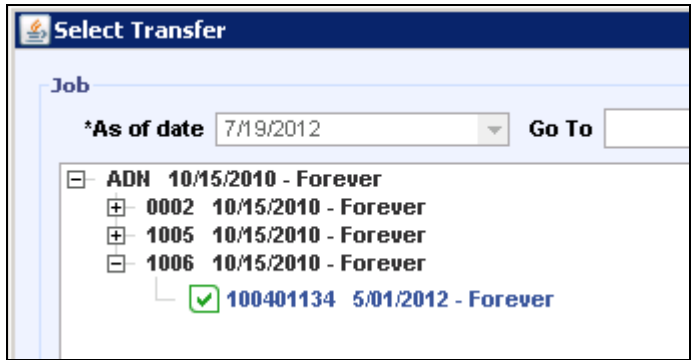 Select Transfer
Job
*As of date 7/19/2012 Go To
ADN 10/15/2010 - Forever
0002 10/15/2010 - Forever
1005 10/15/2010 - Forever
1006 10/15/2010 - Forever
100401134 5/01/2012 - Forever